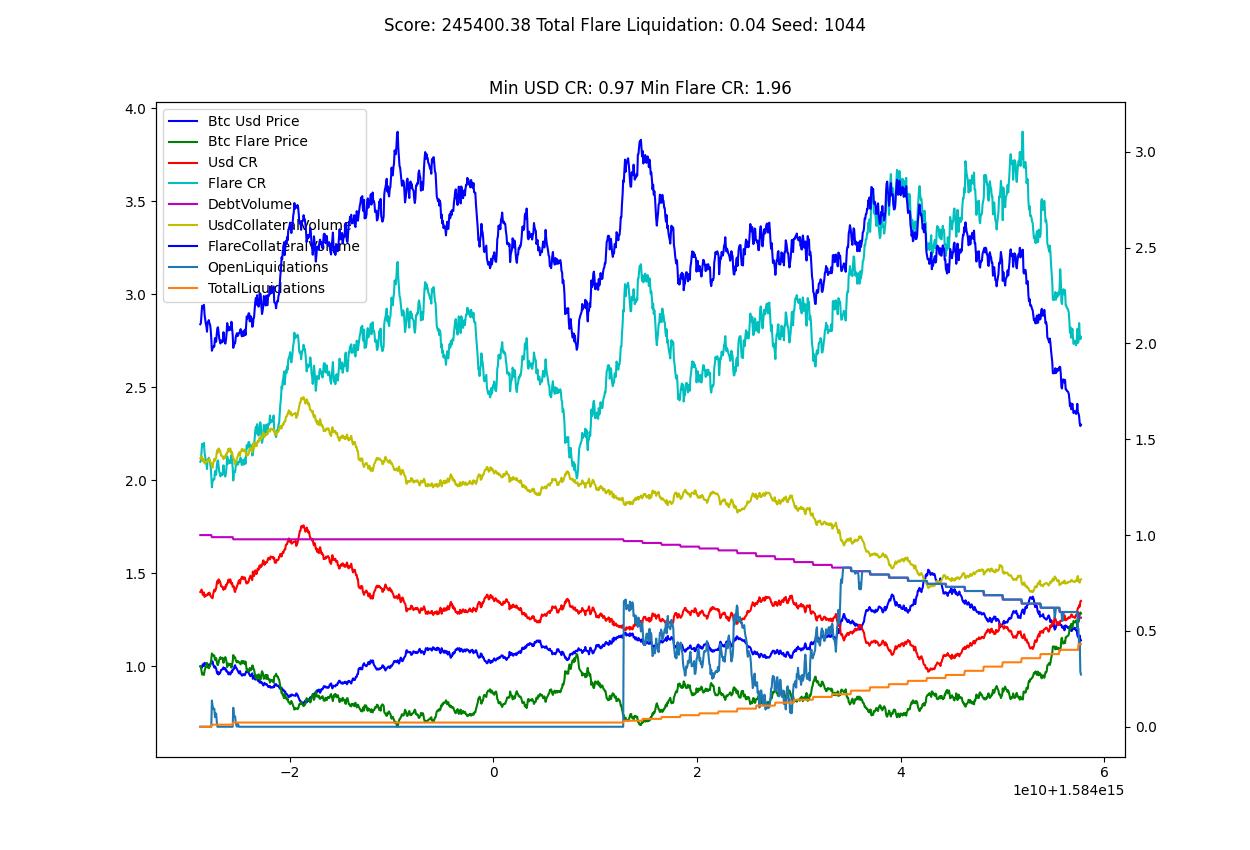 Score: 245400.38 Total Flare Liquidation: 0.04 Seed: 1044
Min USD CR: 0.97 Min Flare CR: 1.96
Btc Usd Price
Btc Flare Price
Usd CR
Flare CR
DebtVolume
UsdCollateralVolume
FlareCollateralVolume
OpenLiquidations
TotalLiquidations
4.0
3.5
3.0
2.5
2.0
1.5
1.0
3.0
2.5
2.0
1.5
1.0
0.5
0.0
−2 0 2 4 6
1e10+1.584e15